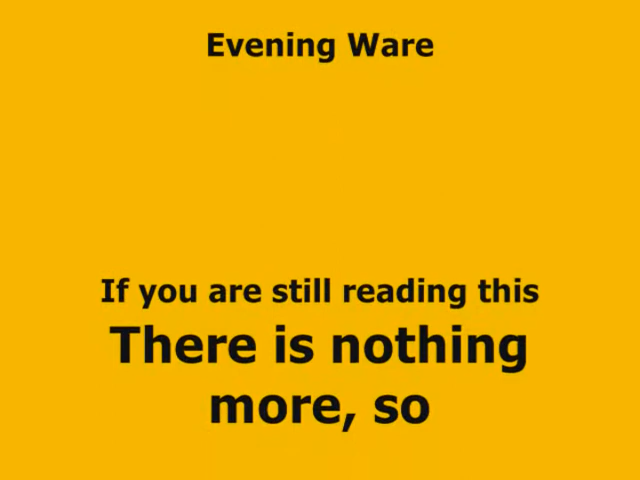 Evening Ware
If you are still reading this
There is nothing
more, so